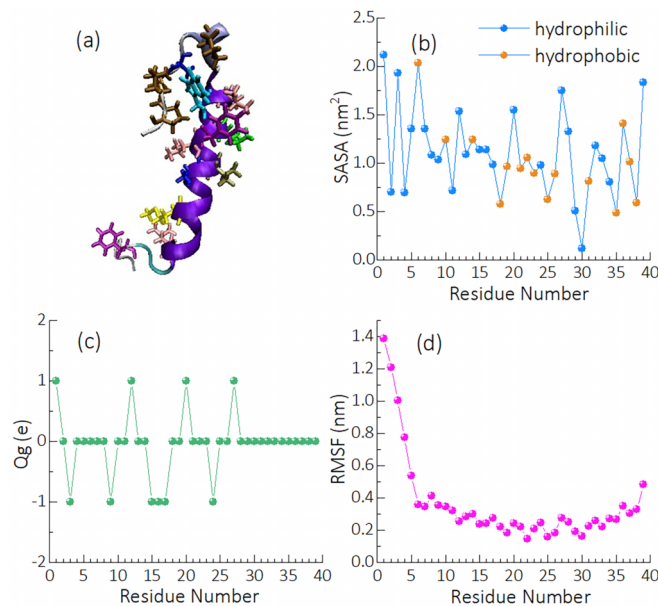 (a)
(b)
hydrophilic
hydrophobic
SASA (nm²)
2.5
2.0
1.5
1.0
0.5
0.0
0 5 10 15 20 25 30 35 40
Residue Number
(c)
Qg (e)
2
1
0
-1
-2
0 5 10 15 20 25 30 35 40
Residue Number
(d)
RMSF (nm)
1.4
1.2
1.0
0.8
0.6
0.4
0.2
0.0
0 5 10 15 20 25 30 35 40
Residue Number